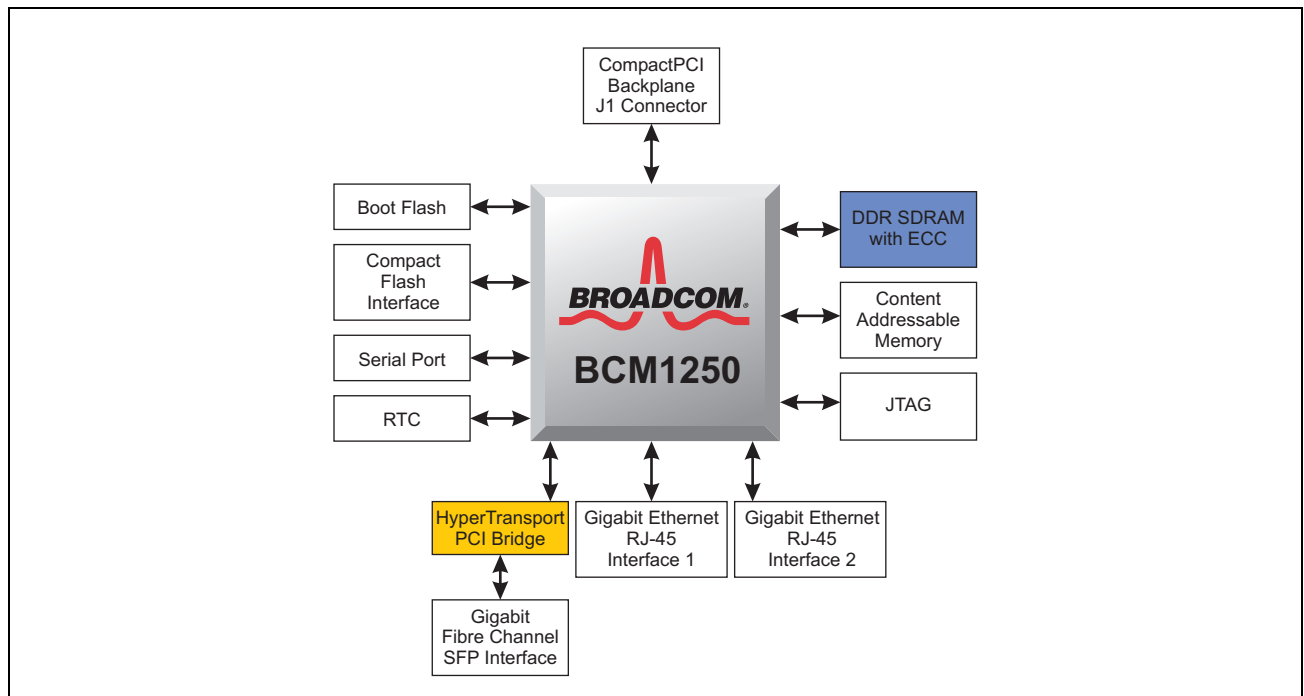 CompactPCI
Backplane
J1 Connector
Boot Flash
Compact
Flash
Interface
Serial Port
RTC
BROADCOM®
BCM1250
DDR SDRAM
with ECC
Content
Addressable
Memory
JTAG
HyperTransport
PCI Bridge
Gigabit Ethernet
RJ-45
Interface 1
Gigabit Ethernet
RJ-45
Interface 2
Gigabit
Fibre Channel
SFP Interface